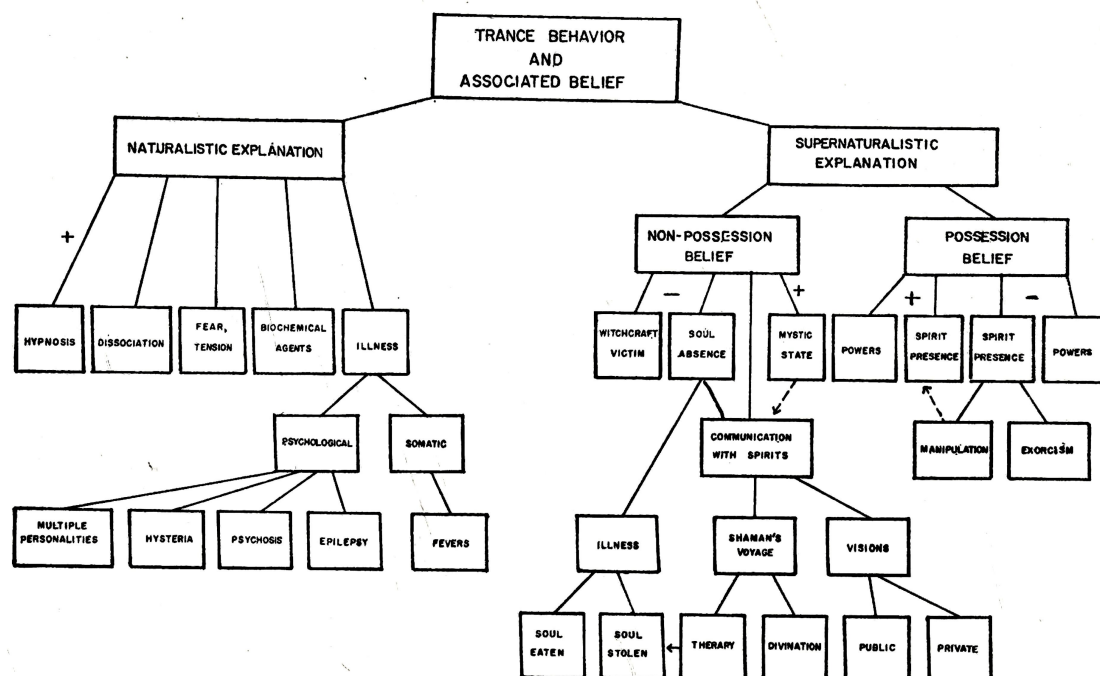 TRANCE BEHAVIOR
AND
ASSOCIATED BELIEF
NATURALISTIC EXPLANATION
SUPERNATURALISTIC
EXPLANATION
NON-POSSESSION
BELIEF
POSSESSION
BELIEF
+
−
+
+
−
HYPNOSIS
DISSOCIATION
FEAR,
TENSION
BIOCHEMICAL
AGENTS
ILLNESS
WITCHCRAFT
VICTIM
SOUL
ABSENCE
MYSTIC
STATE
POWERS
SPIRIT
PRESENCE
SPIRIT
PRESENCE
POWERS
PSYCHOLOGICAL
SOMATIC
COMMUNICATION
WITH SPIRITS
MANIPULATION
EXORCISM
MULTIPLE
PERSONALITIES
HYSTERIA
PSYCHOSIS
EPILEPSY
FEVERS
ILLNESS
SHAMAN'S
VOYAGE
VISIONS
SOUL
EATEN
SOUL
STOLEN
THERAPY
DIVINATION
PUBLIC
PRIVATE